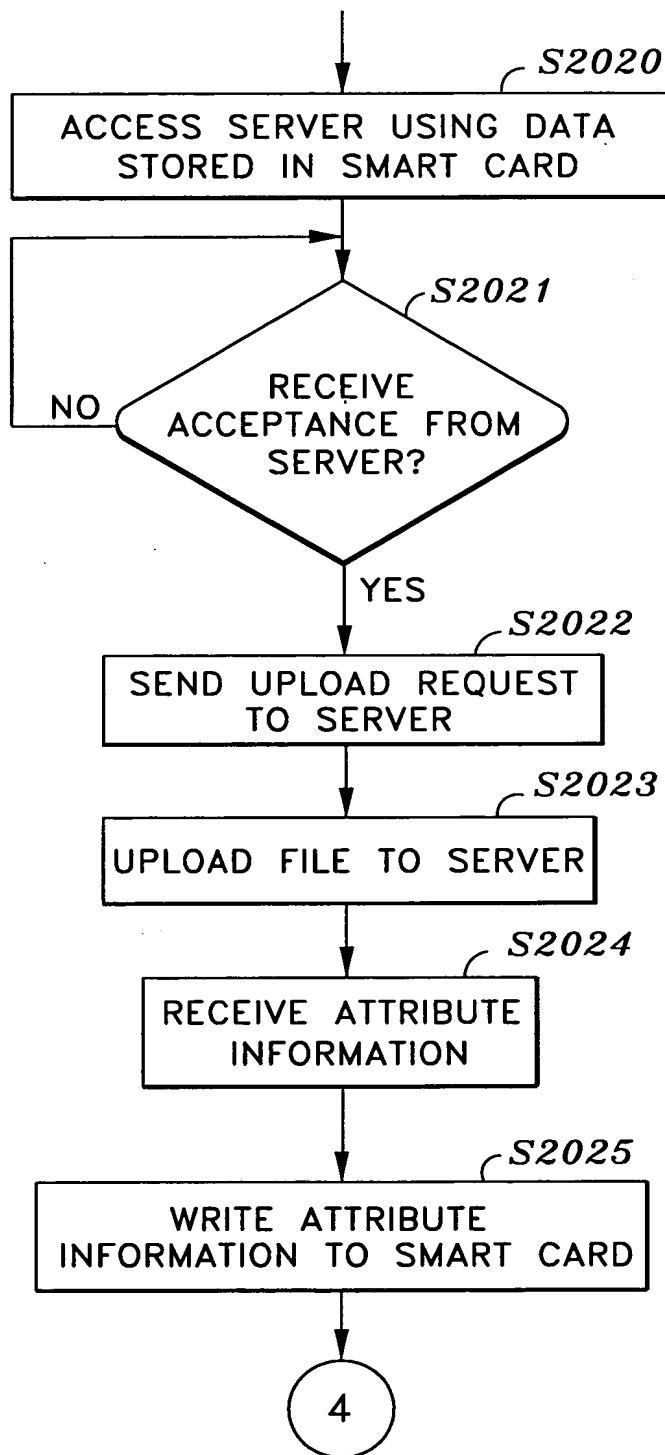 S2020
ACCESS SERVER USING DATA
STORED IN SMART CARD
S2021
RECEIVE
ACCEPTANCE FROM
SERVER?
NO
YES
S2022
SEND UPLOAD REQUEST
TO SERVER
S2023
UPLOAD FILE TO SERVER
S2024
RECEIVE ATTRIBUTE
INFORMATION
S2025
WRITE ATTRIBUTE
INFORMATION TO SMART CARD
4